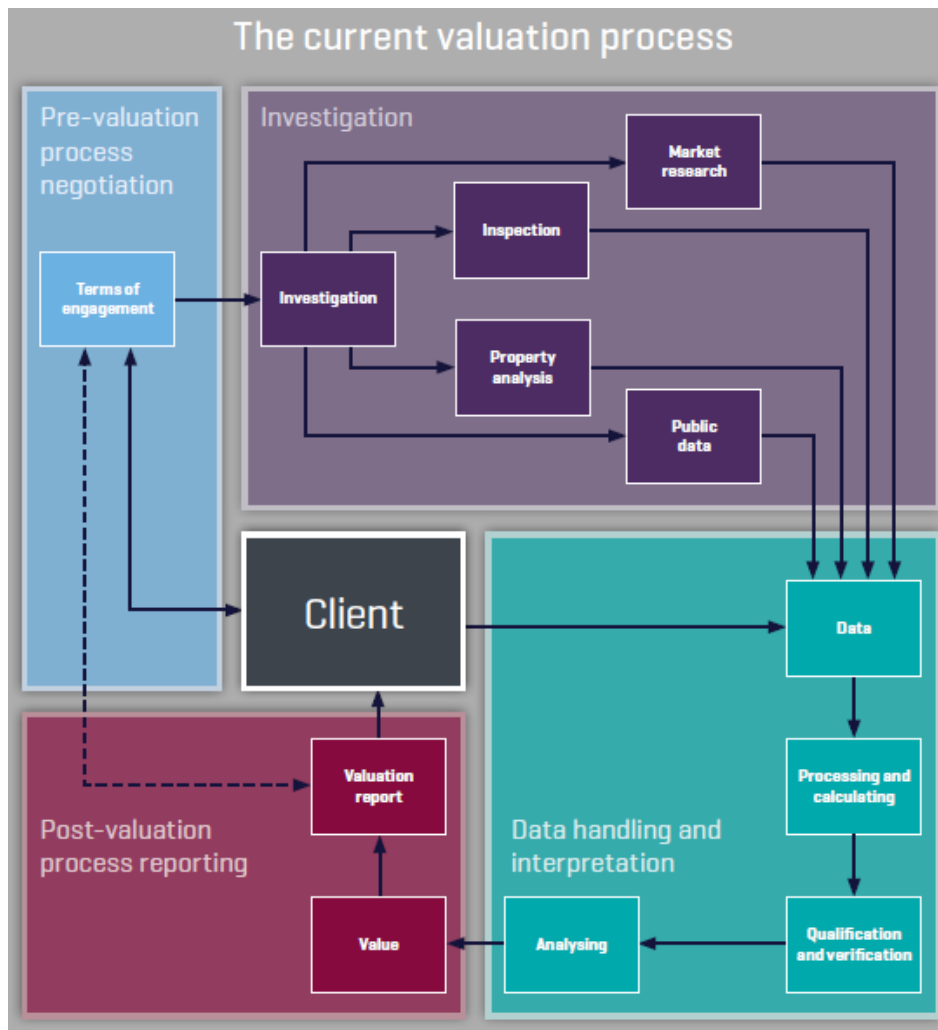 The current valuation process
Pre-valuation
process
negotiation
Terms of
engagement
Investigation
Investigation
Market
research
Inspection
Property
analysis
Public
data
Client
Data
Processing and
calculating
Qualification
and verification
Analysing
Data handling and
interpretation
Value
Valuation
report
Post-valuation
process reporting